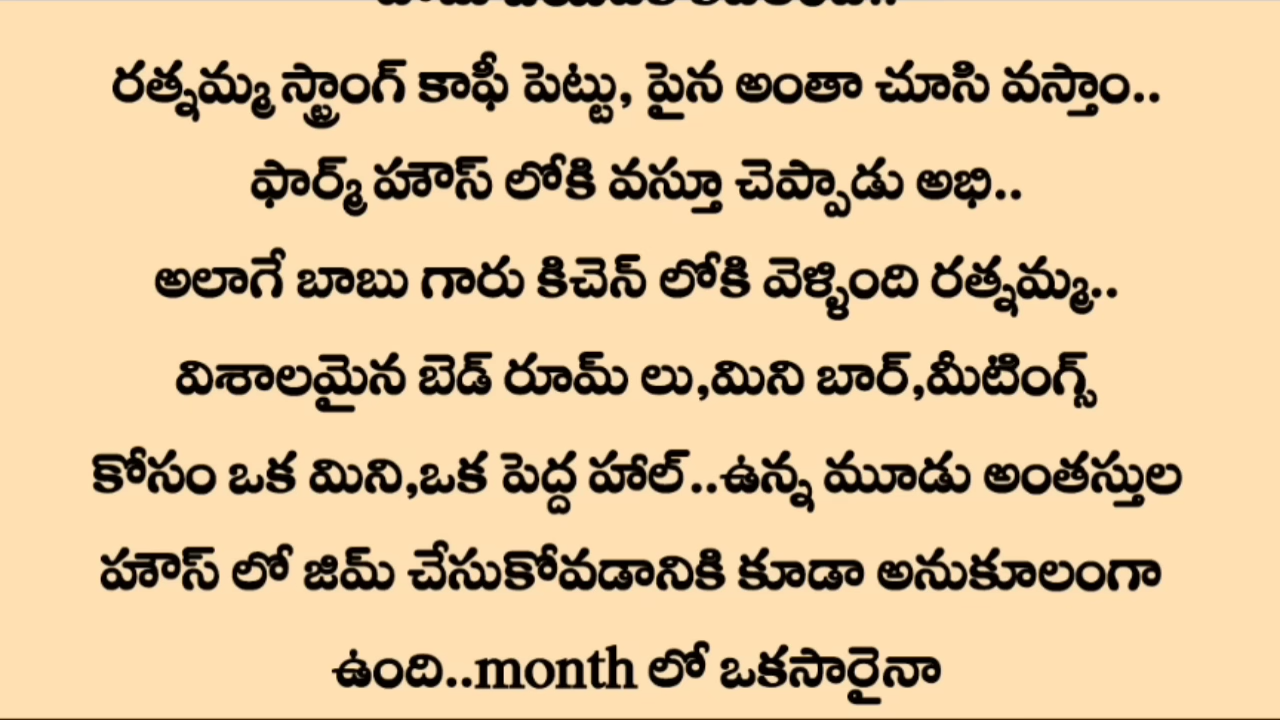 రత్నమ్మ స్ట్రాంగ్ కాఫీ పెట్టు, పైన అంతా చూసి వస్తాం..
ఫార్మ్ హౌస్ లోకి వస్తూ చెప్పాడు అభి..
అలాగే బాబు గారు కిచెన్ లోకి వెళ్ళింది రత్నమ్మ..
విశాలమైన బెడ్ రూమ్ లు,మిని బార్,మీటింగ్స్
కోసం ఒక మిని,ఒక పెద్ద హాల్..ఉన్న మూడు అంతస్తుల
హౌస్ లో జిమ్ చేసుకోవడానికి కూడా అనుకూలంగా
ఉంది..month లో ఒకసారైనా